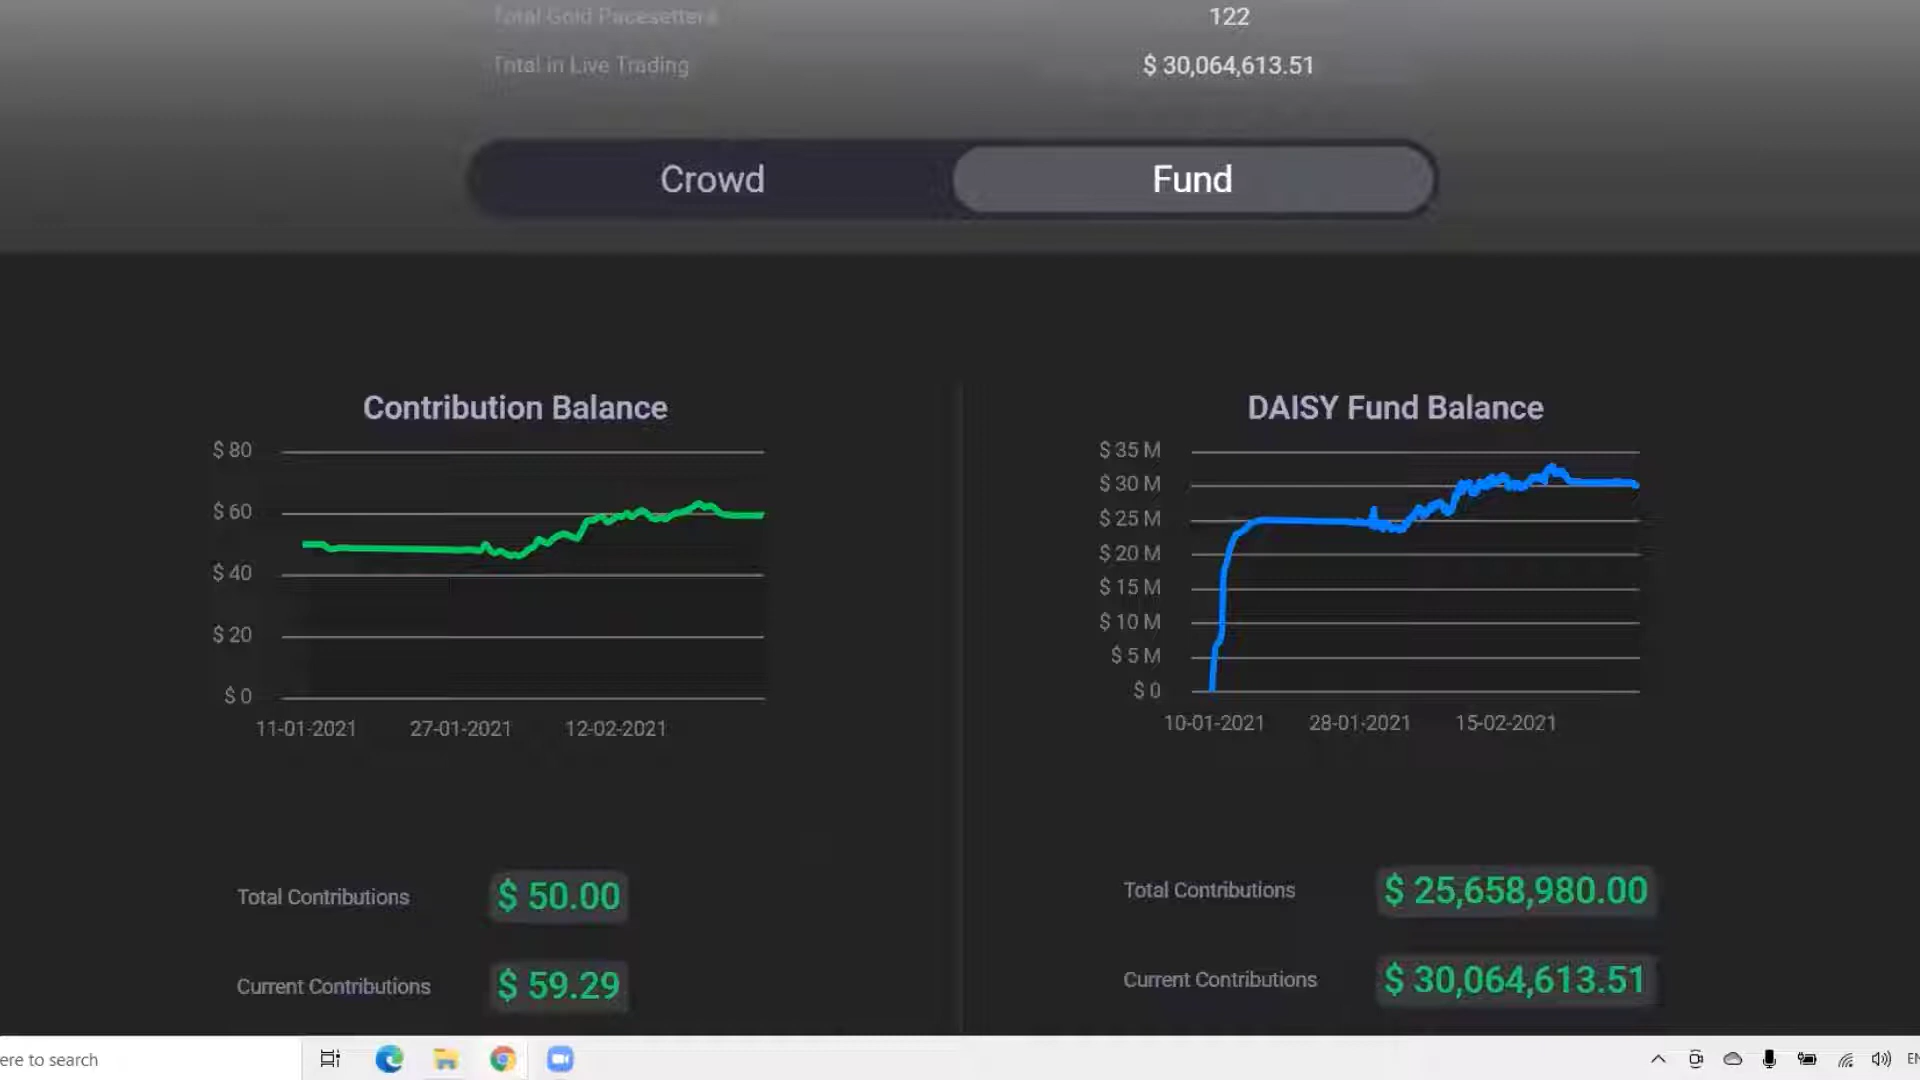 Total Gold Pacesetters 122
Total in Live Trading $ 30,064,613.51
Crowd Fund
Contribution Balance
$ 80
$ 60
$ 40
$ 20
$ 0
11-01-2021 27-01-2021 12-02-2021
Total Contributions $ 50.00
Current Contributions $ 59.29
DAISY Fund Balance
$ 35 M
$ 30 M
$ 25 M
$ 20 M
$ 15 M
$ 10 M
$ 5 M
$ 0
10-01-2021 28-01-2021 15-02-2021
Total Contributions $ 25,658,980.00
Current Contributions $ 30,064,613.51
ere to search
EN